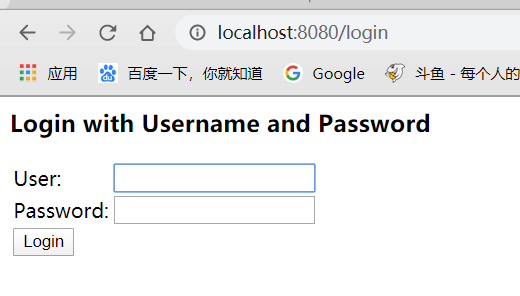 localhost:8080/login
应用 百度一下，你就知道 Google 斗鱼 - 每个人的
Login with Username and Password
User:
Password:
Login